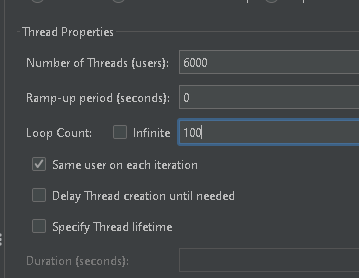 Thread Properties
Number of Threads (users): 6000
Ramp-up period (seconds): 0
Loop Count: Infinite 100
Same user on each iteration
Delay Thread creation until needed
Specify Thread lifetime
Duration (seconds):